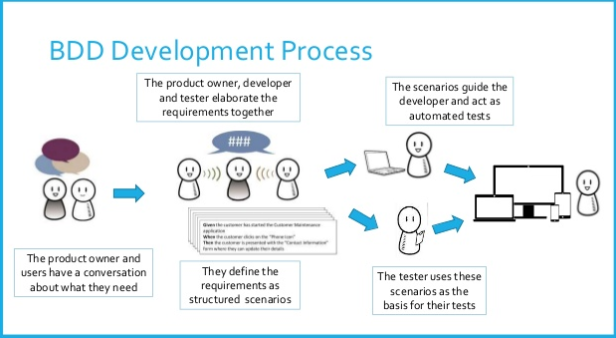 BDD Development Process
The product owner, developer
and tester elaborate the
requirements together
The scenarios guide the
developer and act as
automated tests
###
Given the customer has started the Customer Maintenance
application
When the customer clicks on the "Phone Icon"
Then the customer is presented with the "Contact Information"
form where they can update their details
The product owner and
users have a conversation
about what they need
They define the
requirements as
structured scenarios
The tester uses these
scenarios as the
basis for their tests